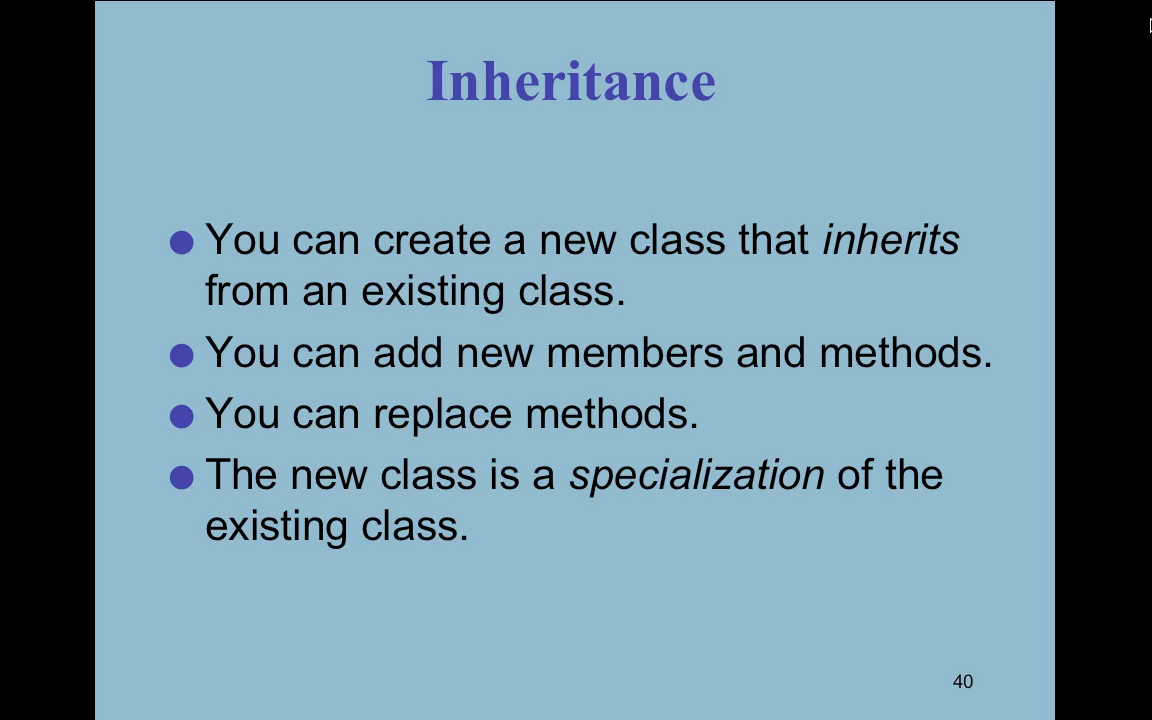 Inheritance
You can create a new class that inherits
from an existing class.
You can add new members and methods.
You can replace methods.
The new class is a specialization of the
existing class.
40